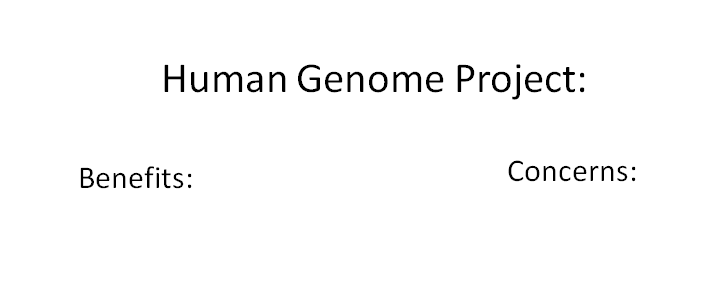 Human Genome Project:
Benefits:
Concerns: